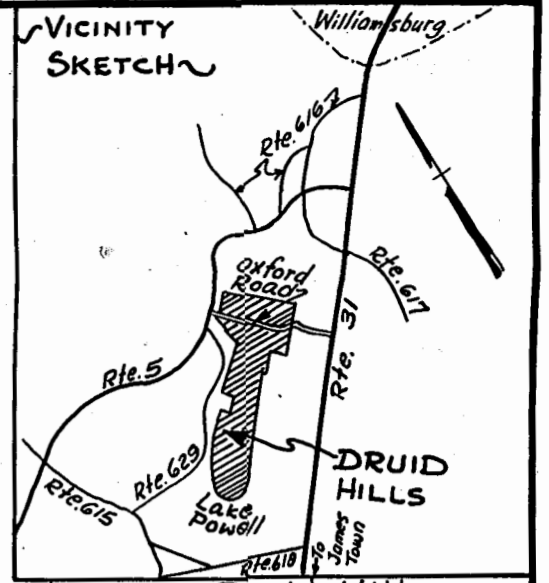 VICINITY
SKETCH
Williamsburg
Rte. 616
Rte. 617
Oxford
Road
Rte. 31
Rte. 5
DRUID
HILLS
Rte. 629
Rte. 615
Lake
Powell
Rte. 618
To
James
Town